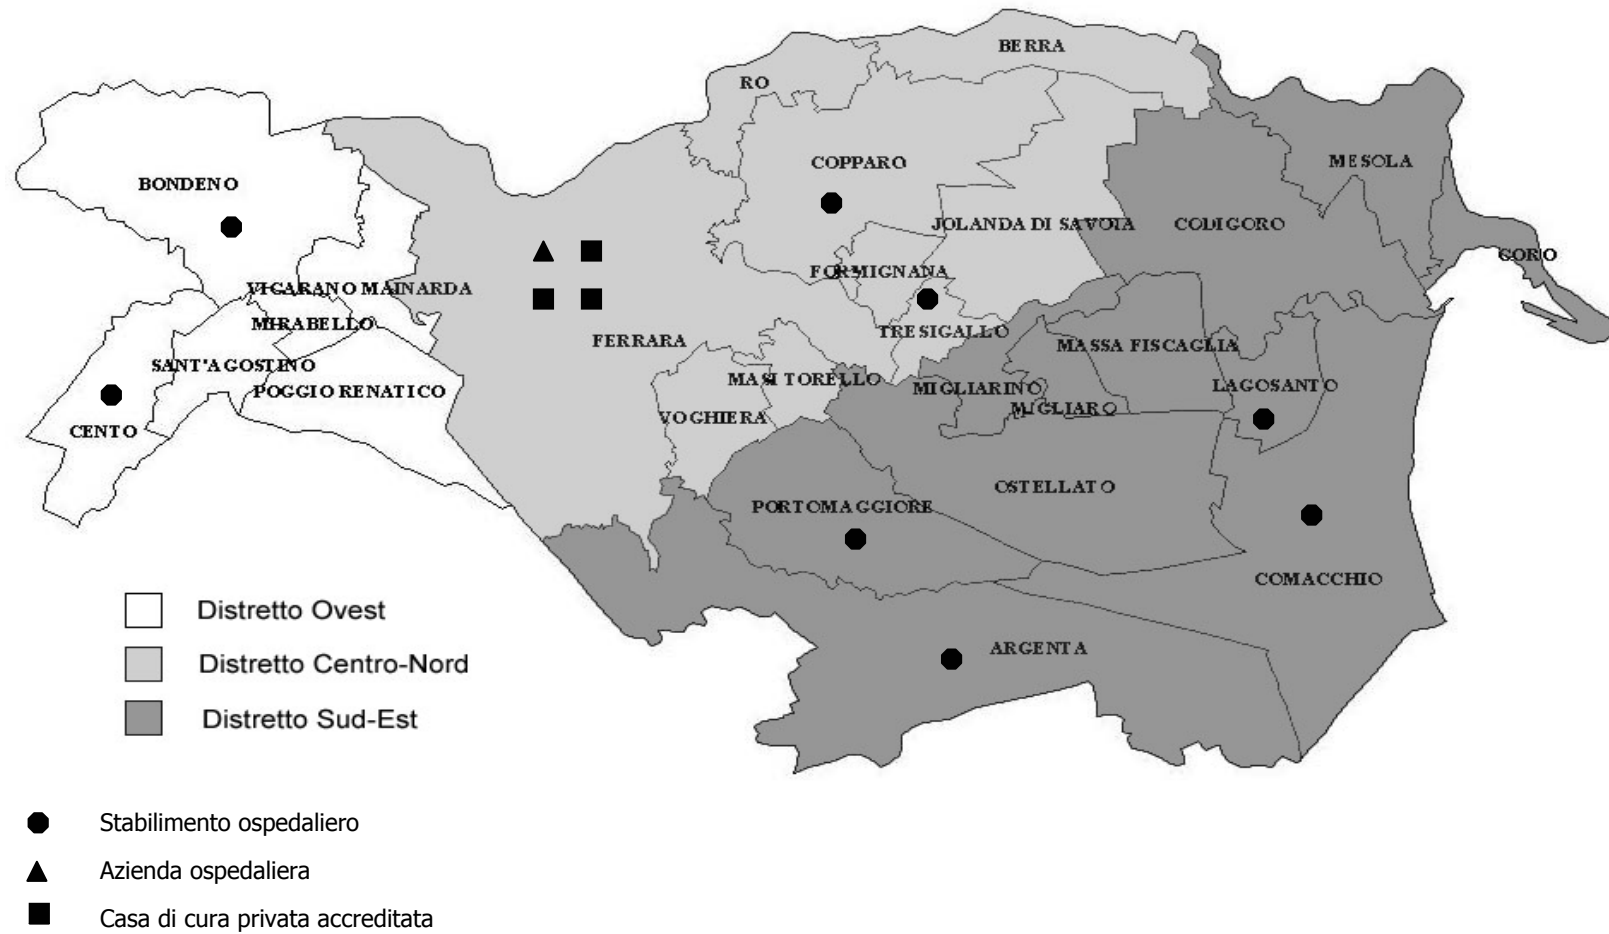 BERRA
RO
COPPARO
MESOLA
BONDENO
JOLANDA DI SAVOIA
CODIGORO
GORO
FORMIGNANA
VIGARANO MAINARDA
MIRABELLO
TRESIGALLO
FERRARA
MASSA FISCAGLIA
SANT'AGOSTINO
MASI TORELLO
LAGOSANTO
POGGIO RENATICO
MIGLIARINO
MIGLIARO
VOGHIERA
CENTO
OSTELLATO
PORTOMAGGIORE
COMACCHIO
ARGENTA
Distretto Ovest
Distretto Centro-Nord
Distretto Sud-Est
Stabilimento ospedaliero
Azienda ospedaliera
Casa di cura privata accreditata